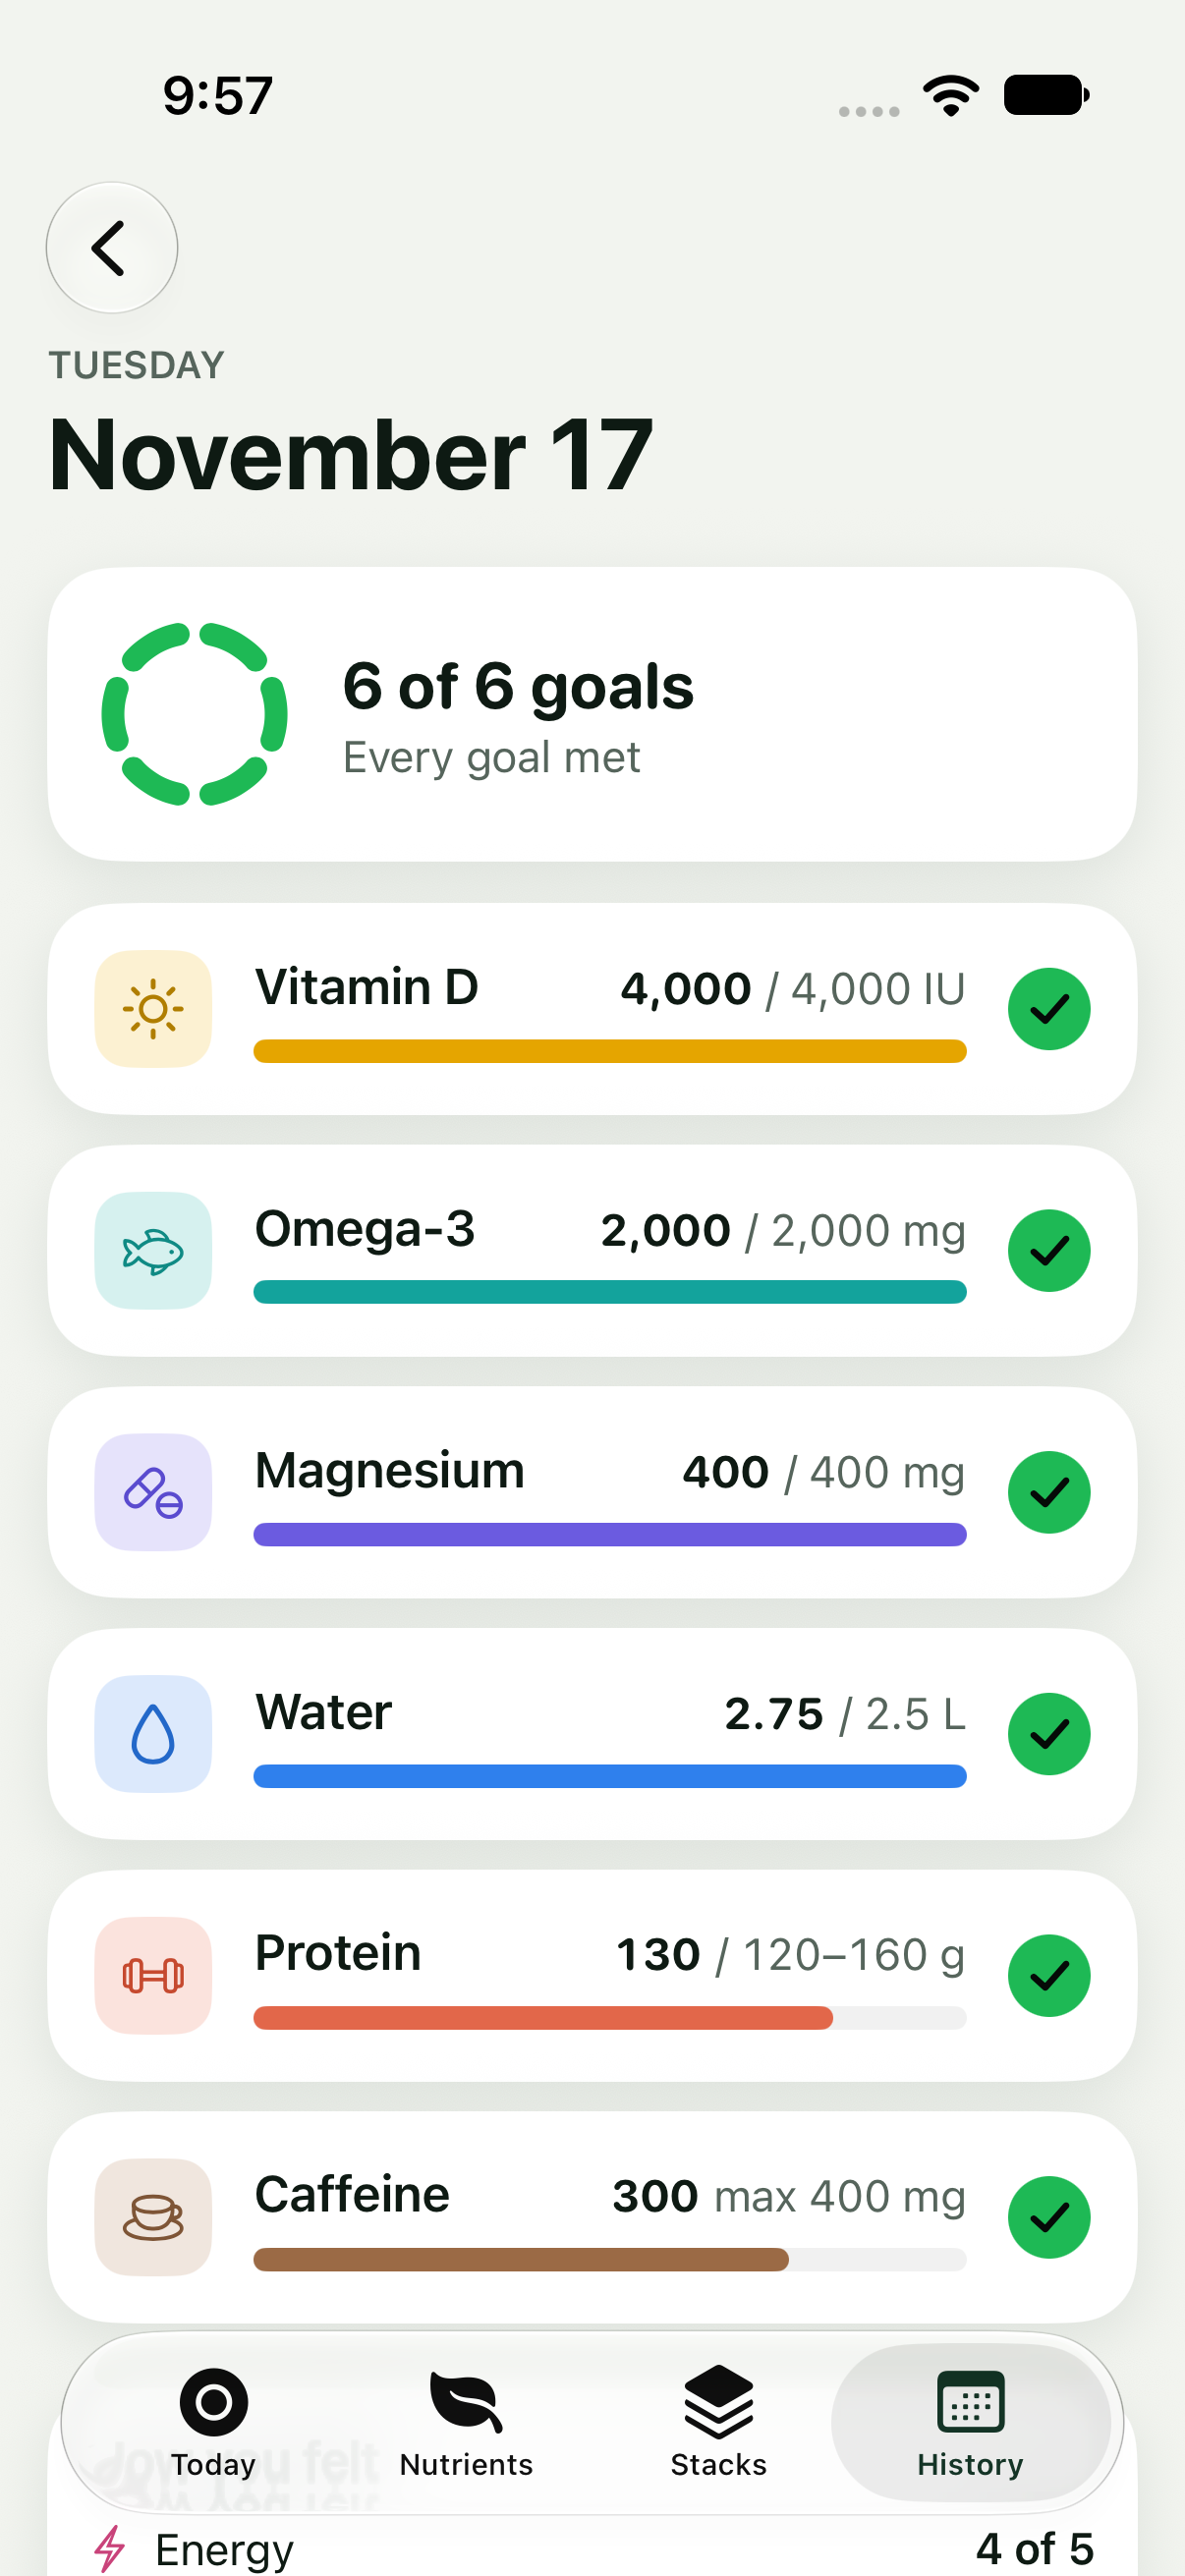 9:57
TUESDAY
November 17
6 of 6 goals
Every goal met
Vitamin D 4,000 / 4,000 IU
Omega-3 2,000 / 2,000 mg
Magnesium 400 / 400 mg
Water 2.75 / 2.5 L
Protein 130 / 120–160 g
Caffeine 300 max 400 mg
you felt
Today Nutrients Stacks History
Energy 4 of 5